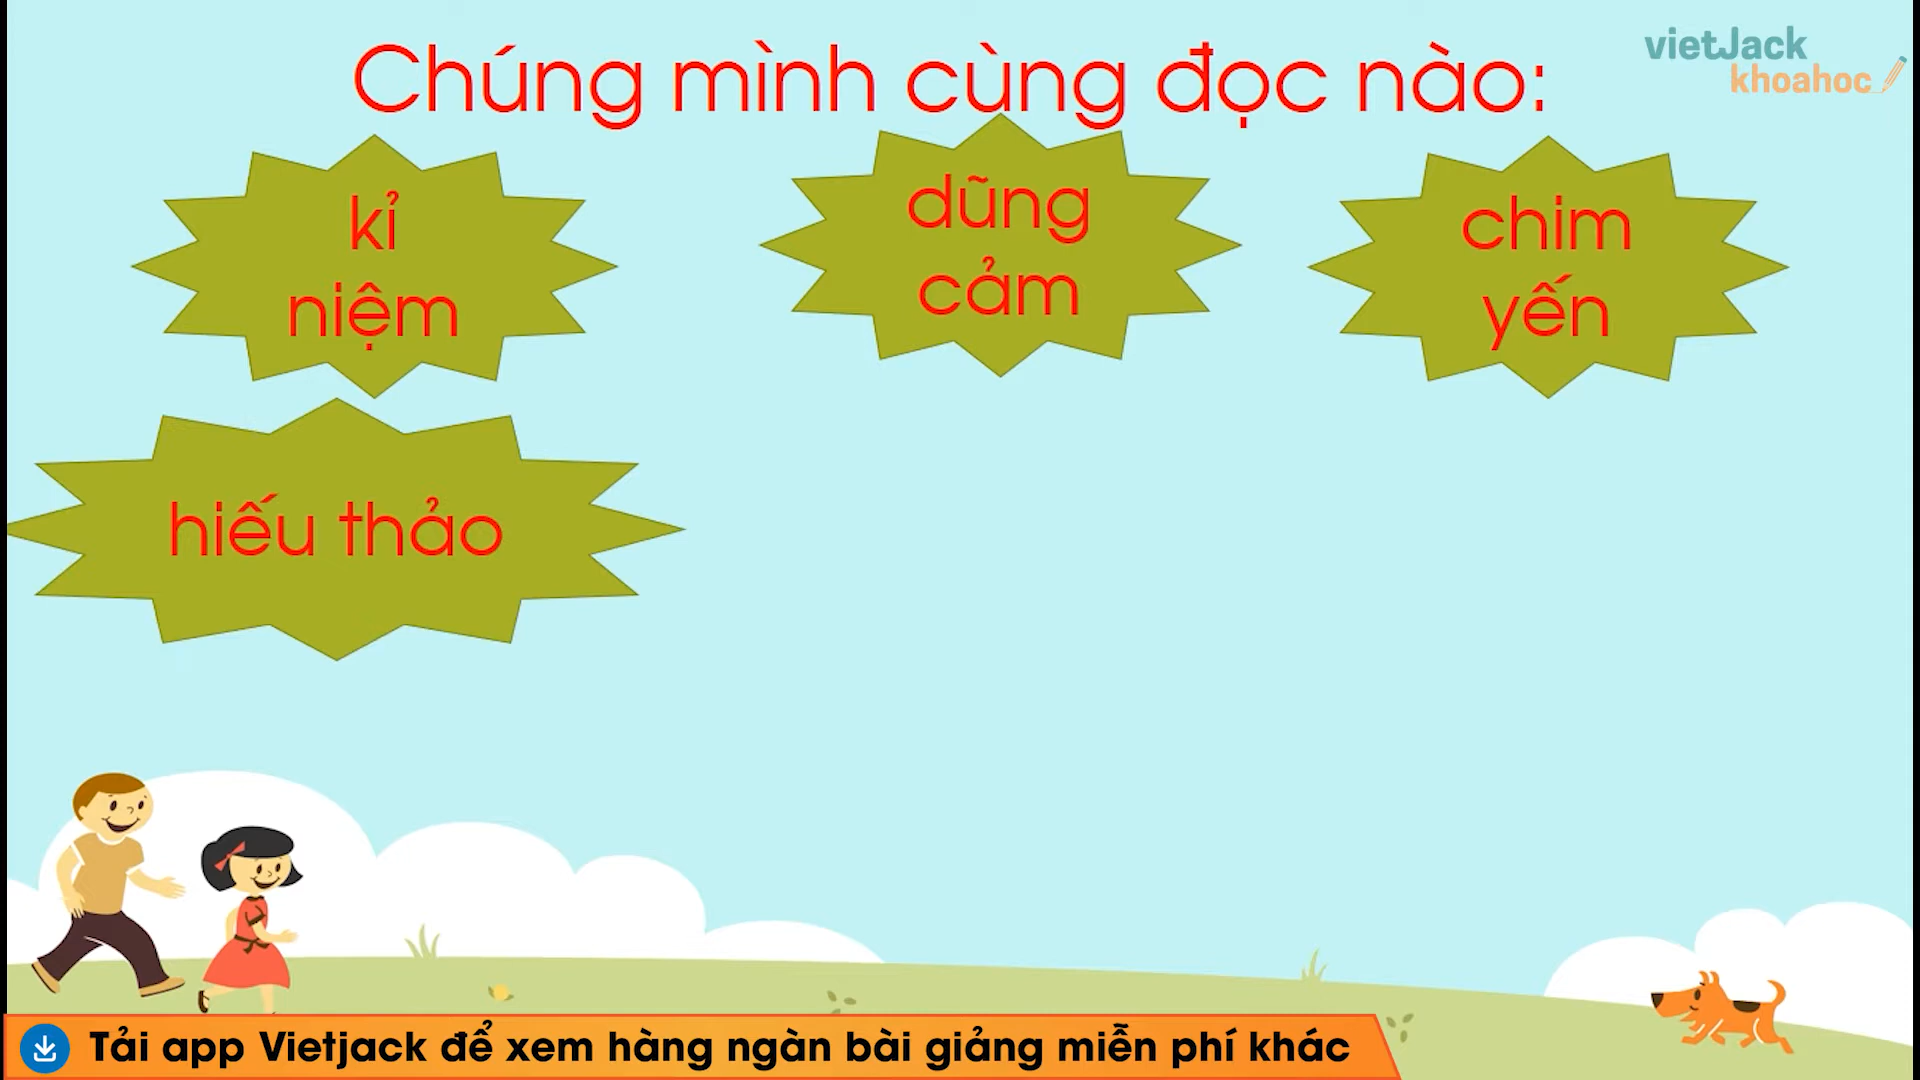 vietJack
khoahoc
Chúng mình cùng đọc nào:
kỉ
niệm
dũng
cảm
chim
yến
hiếu thảo
Tải app Vietjack để xem hàng ngàn bài giảng miễn phí khác